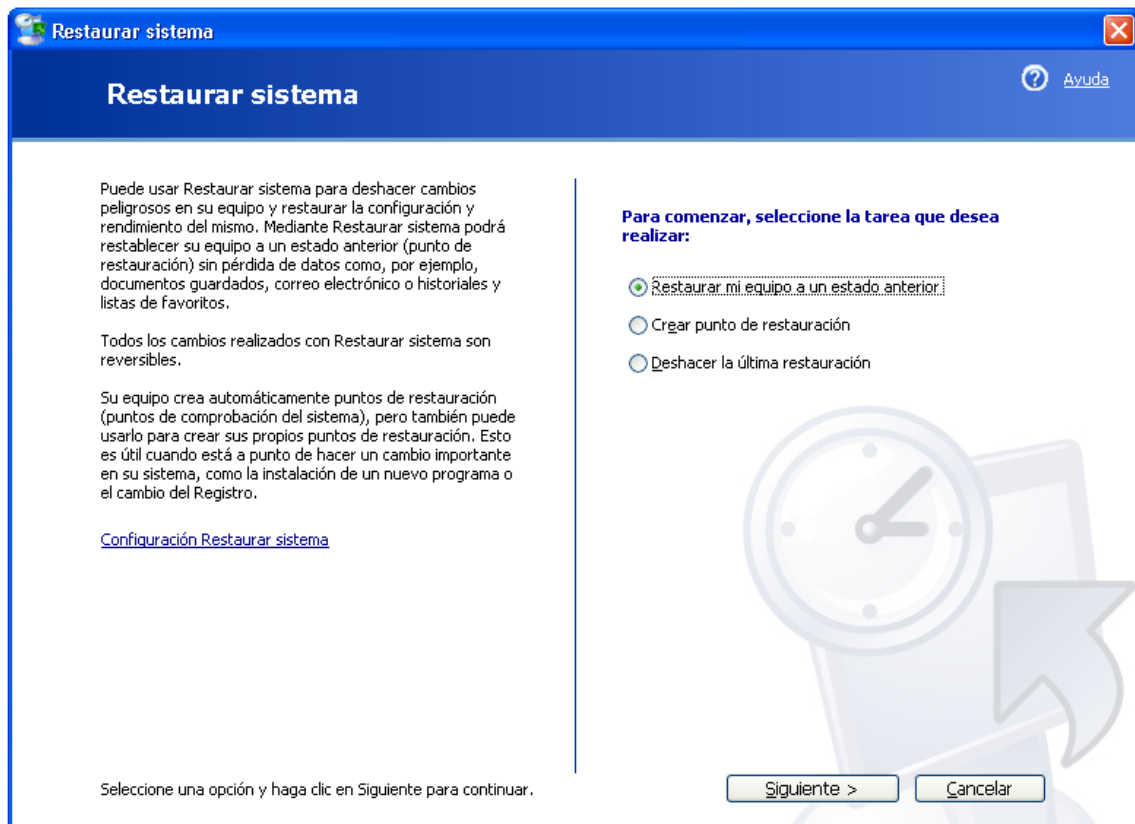 Restaurar sistema
Restaurar sistema
Ayuda
Puede usar Restaurar sistema para deshacer cambios
peligrosos en su equipo y restaurar la configuración y
rendimiento del mismo. Mediante Restaurar sistema podrá
restablecer su equipo a un estado anterior (punto de
restauración) sin pérdida de datos como, por ejemplo,
documentos guardados, correo electrónico o historiales y
listas de favoritos.
Todos los cambios realizados con Restaurar sistema son
reversibles.
Su equipo crea automáticamente puntos de restauración
(puntos de comprobación del sistema), pero también puede
usarlo para crear sus propios puntos de restauración. Esto
es útil cuando está a punto de hacer un cambio importante
en su sistema, como la instalación de un nuevo programa o
el cambio del Registro.
Configuración Restaurar sistema
Para comenzar, seleccione la tarea que desea
realizar:
Restaurar mi equipo a un estado anterior
Crear punto de restauración
Deshacer la última restauración
Seleccione una opción y haga clic en Siguiente para continuar.
Siguiente >
Cancelar